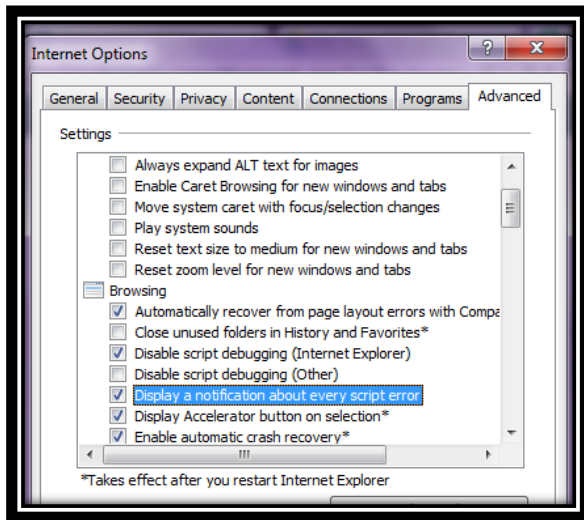 Internet Options
General Security Privacy Content Connections Programs Advanced
Settings
Always expand ALT text for images
Enable Caret Browsing for new windows and tabs
Move system caret with focus/selection changes
Play system sounds
Reset text size to medium for new windows and tabs
Reset zoom level for new windows and tabs
Browsing
Automatically recover from page layout errors with Compa
Close unused folders in History and Favorites*
Disable script debugging (Internet Explorer)
Disable script debugging (Other)
Display a notification about every script error
Display Accelerator button on selection*
Enable automatic crash recovery*
*Takes effect after you restart Internet Explorer